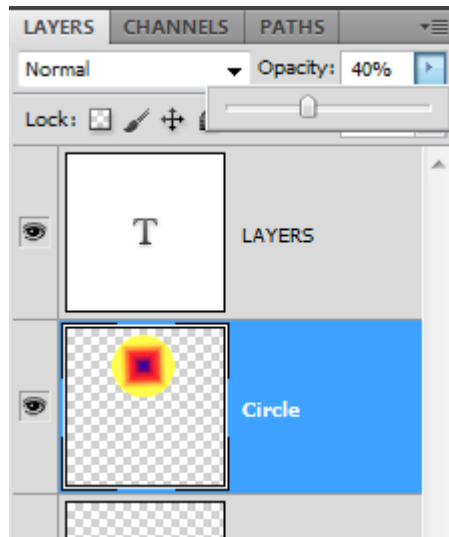 LAYERS CHANNELS PATHS
Normal Opacity: 40%
Lock:
T LAYERS
Circle